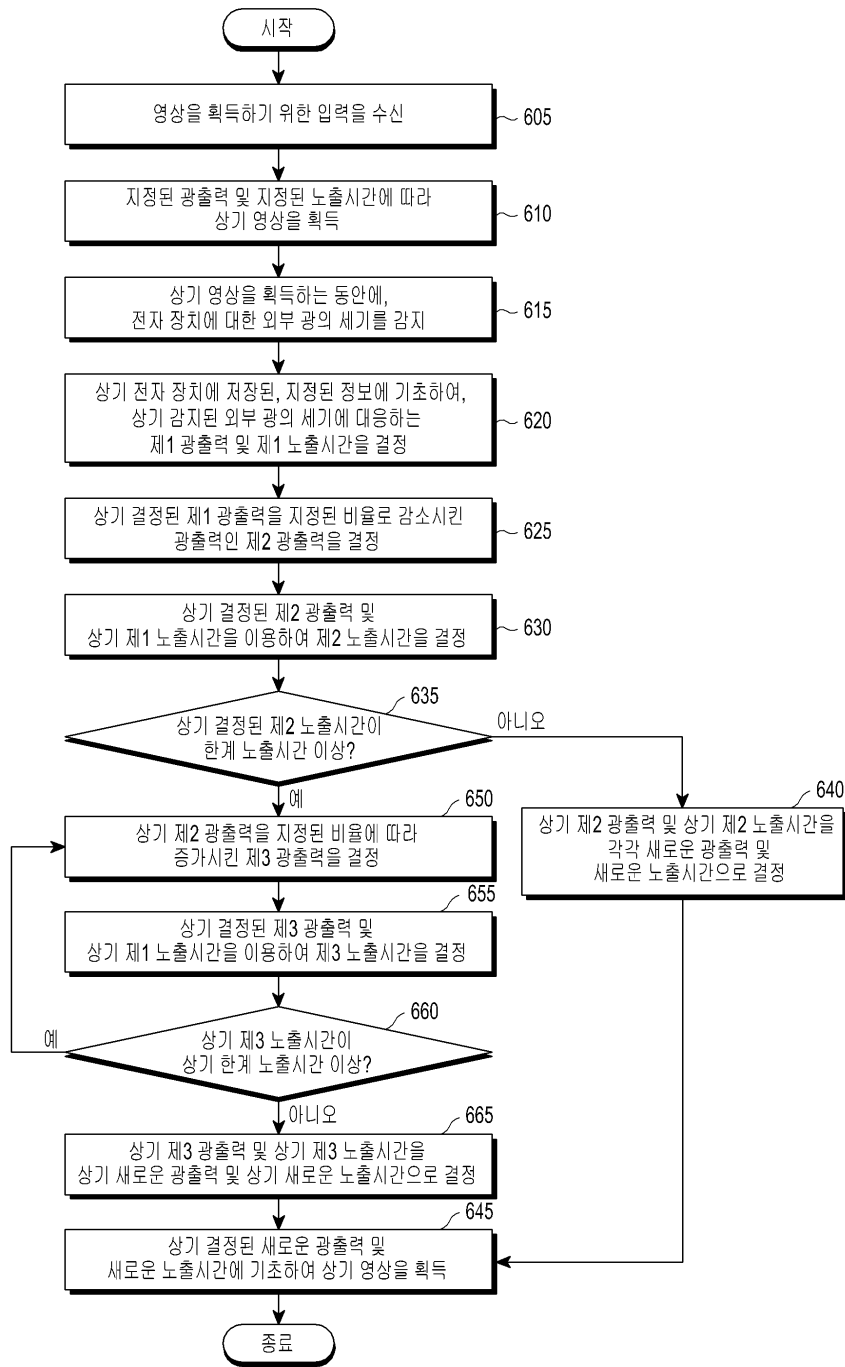 시작
영상을 획득하기 위한 입력을 수신
605
지정된 광출력 및 지정된 노출시간에 따라
상기 영상을 획득
610
상기 영상을 획득하는 동안에,
전자 장치에 대한 외부 광의 세기를 감지
615
상기 전자 장치에 저장된, 지정된 정보에 기초하여,
상기 감지된 외부 광의 세기에 대응하는
제1 광출력 및 제1 노출시간을 결정
620
상기 결정된 제1 광출력을 지정된 비율로 감소시킨
광출력인 제2 광출력을 결정
625
상기 결정된 제2 광출력 및
상기 제1 노출시간을 이용하여 제2 노출시간을 결정
630
635
상기 결정된 제2 노출시간이
한계 노출시간 이상?
아니오
예
640
상기 제2 광출력 및 상기 제2 노출시간을
각각 새로운 광출력 및
새로운 노출시간으로 결정
650
상기 제2 광출력을 지정된 비율에 따라
증가시킨 제3 광출력을 결정
655
상기 결정된 제3 광출력 및
상기 제1 노출시간을 이용하여 제3 노출시간을 결정
660
상기 제3 노출시간이
상기 한계 노출시간 이상?
예
아니오
665
상기 제3 광출력 및 상기 제3 노출시간을
상기 새로운 광출력 및 상기 새로운 노출시간으로 결정
645
상기 결정된 새로운 광출력 및
새로운 노출시간에 기초하여 상기 영상을 획득
종료